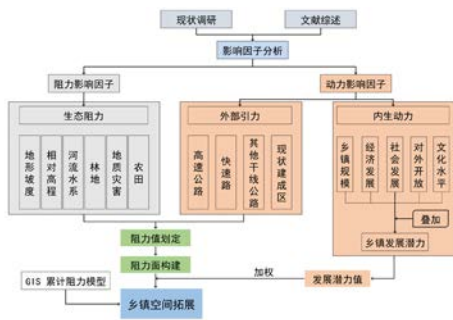 现状调研
文献综述
影响因子分析
阻力影响因子
动力影响因子
生态阻力
外部引力
内生动力
地形坡度
相对高程
河流水系
林地
地质灾害
农田
高速公路
快速路
其他干线公路
现状建成区
乡镇规模
经济发展
社会发展
对外开放
文化水平
叠加
乡镇发展潜力
阻力值划定
阻力面构建
加权
发展潜力值
GIS 累计阻力模型
乡镇空间拓展